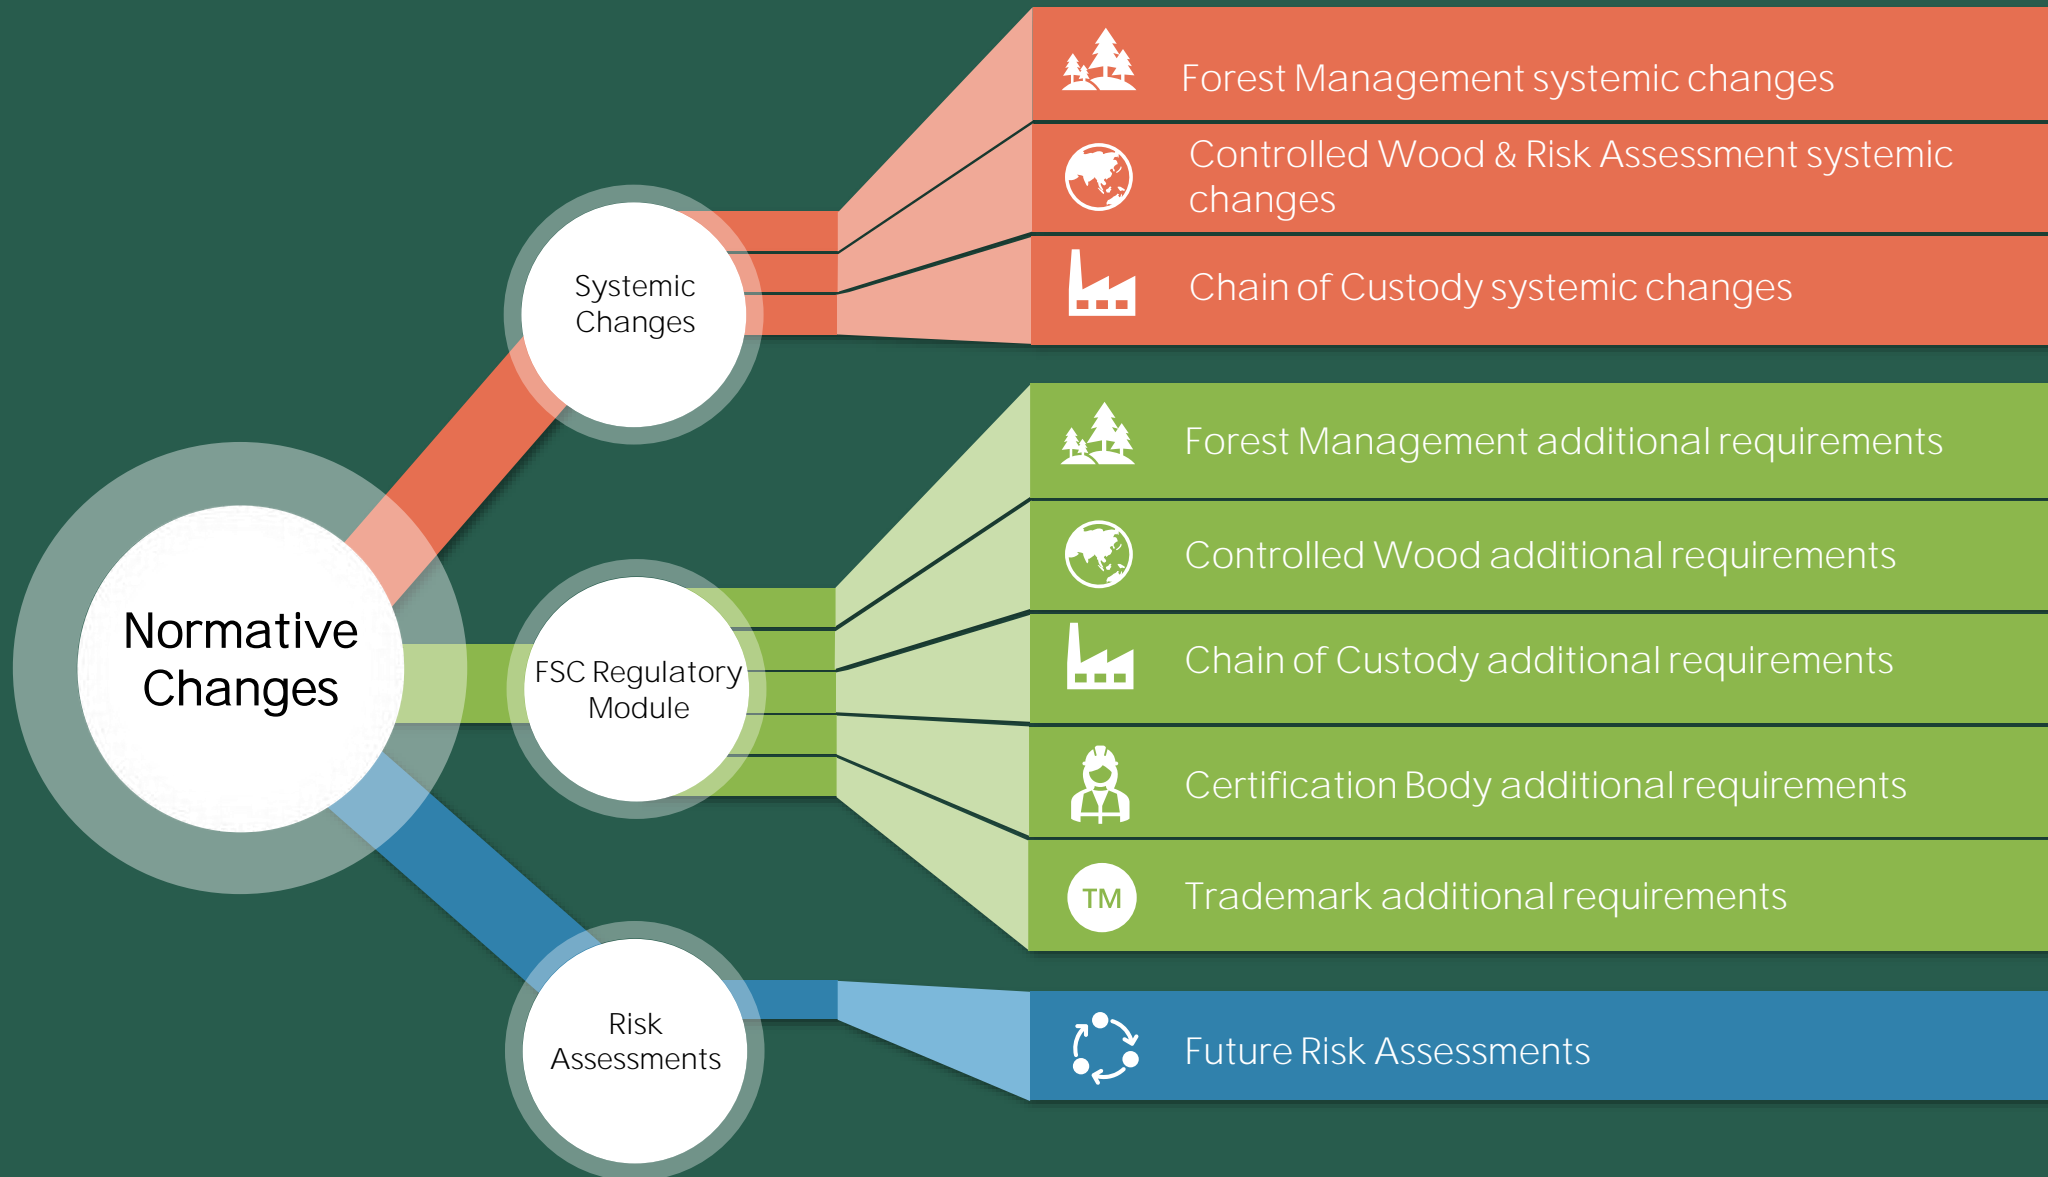 Normative
Changes
Systemic
Changes
Forest Management systemic changes
Controlled Wood & Risk Assessment systemic
changes
Chain of Custody systemic changes
FSC Regulatory
Module
Forest Management additional requirements
Controlled Wood additional requirements
Chain of Custody additional requirements
Certification Body additional requirements
TM
Trademark additional requirements
Risk
Assessments
Future Risk Assessments